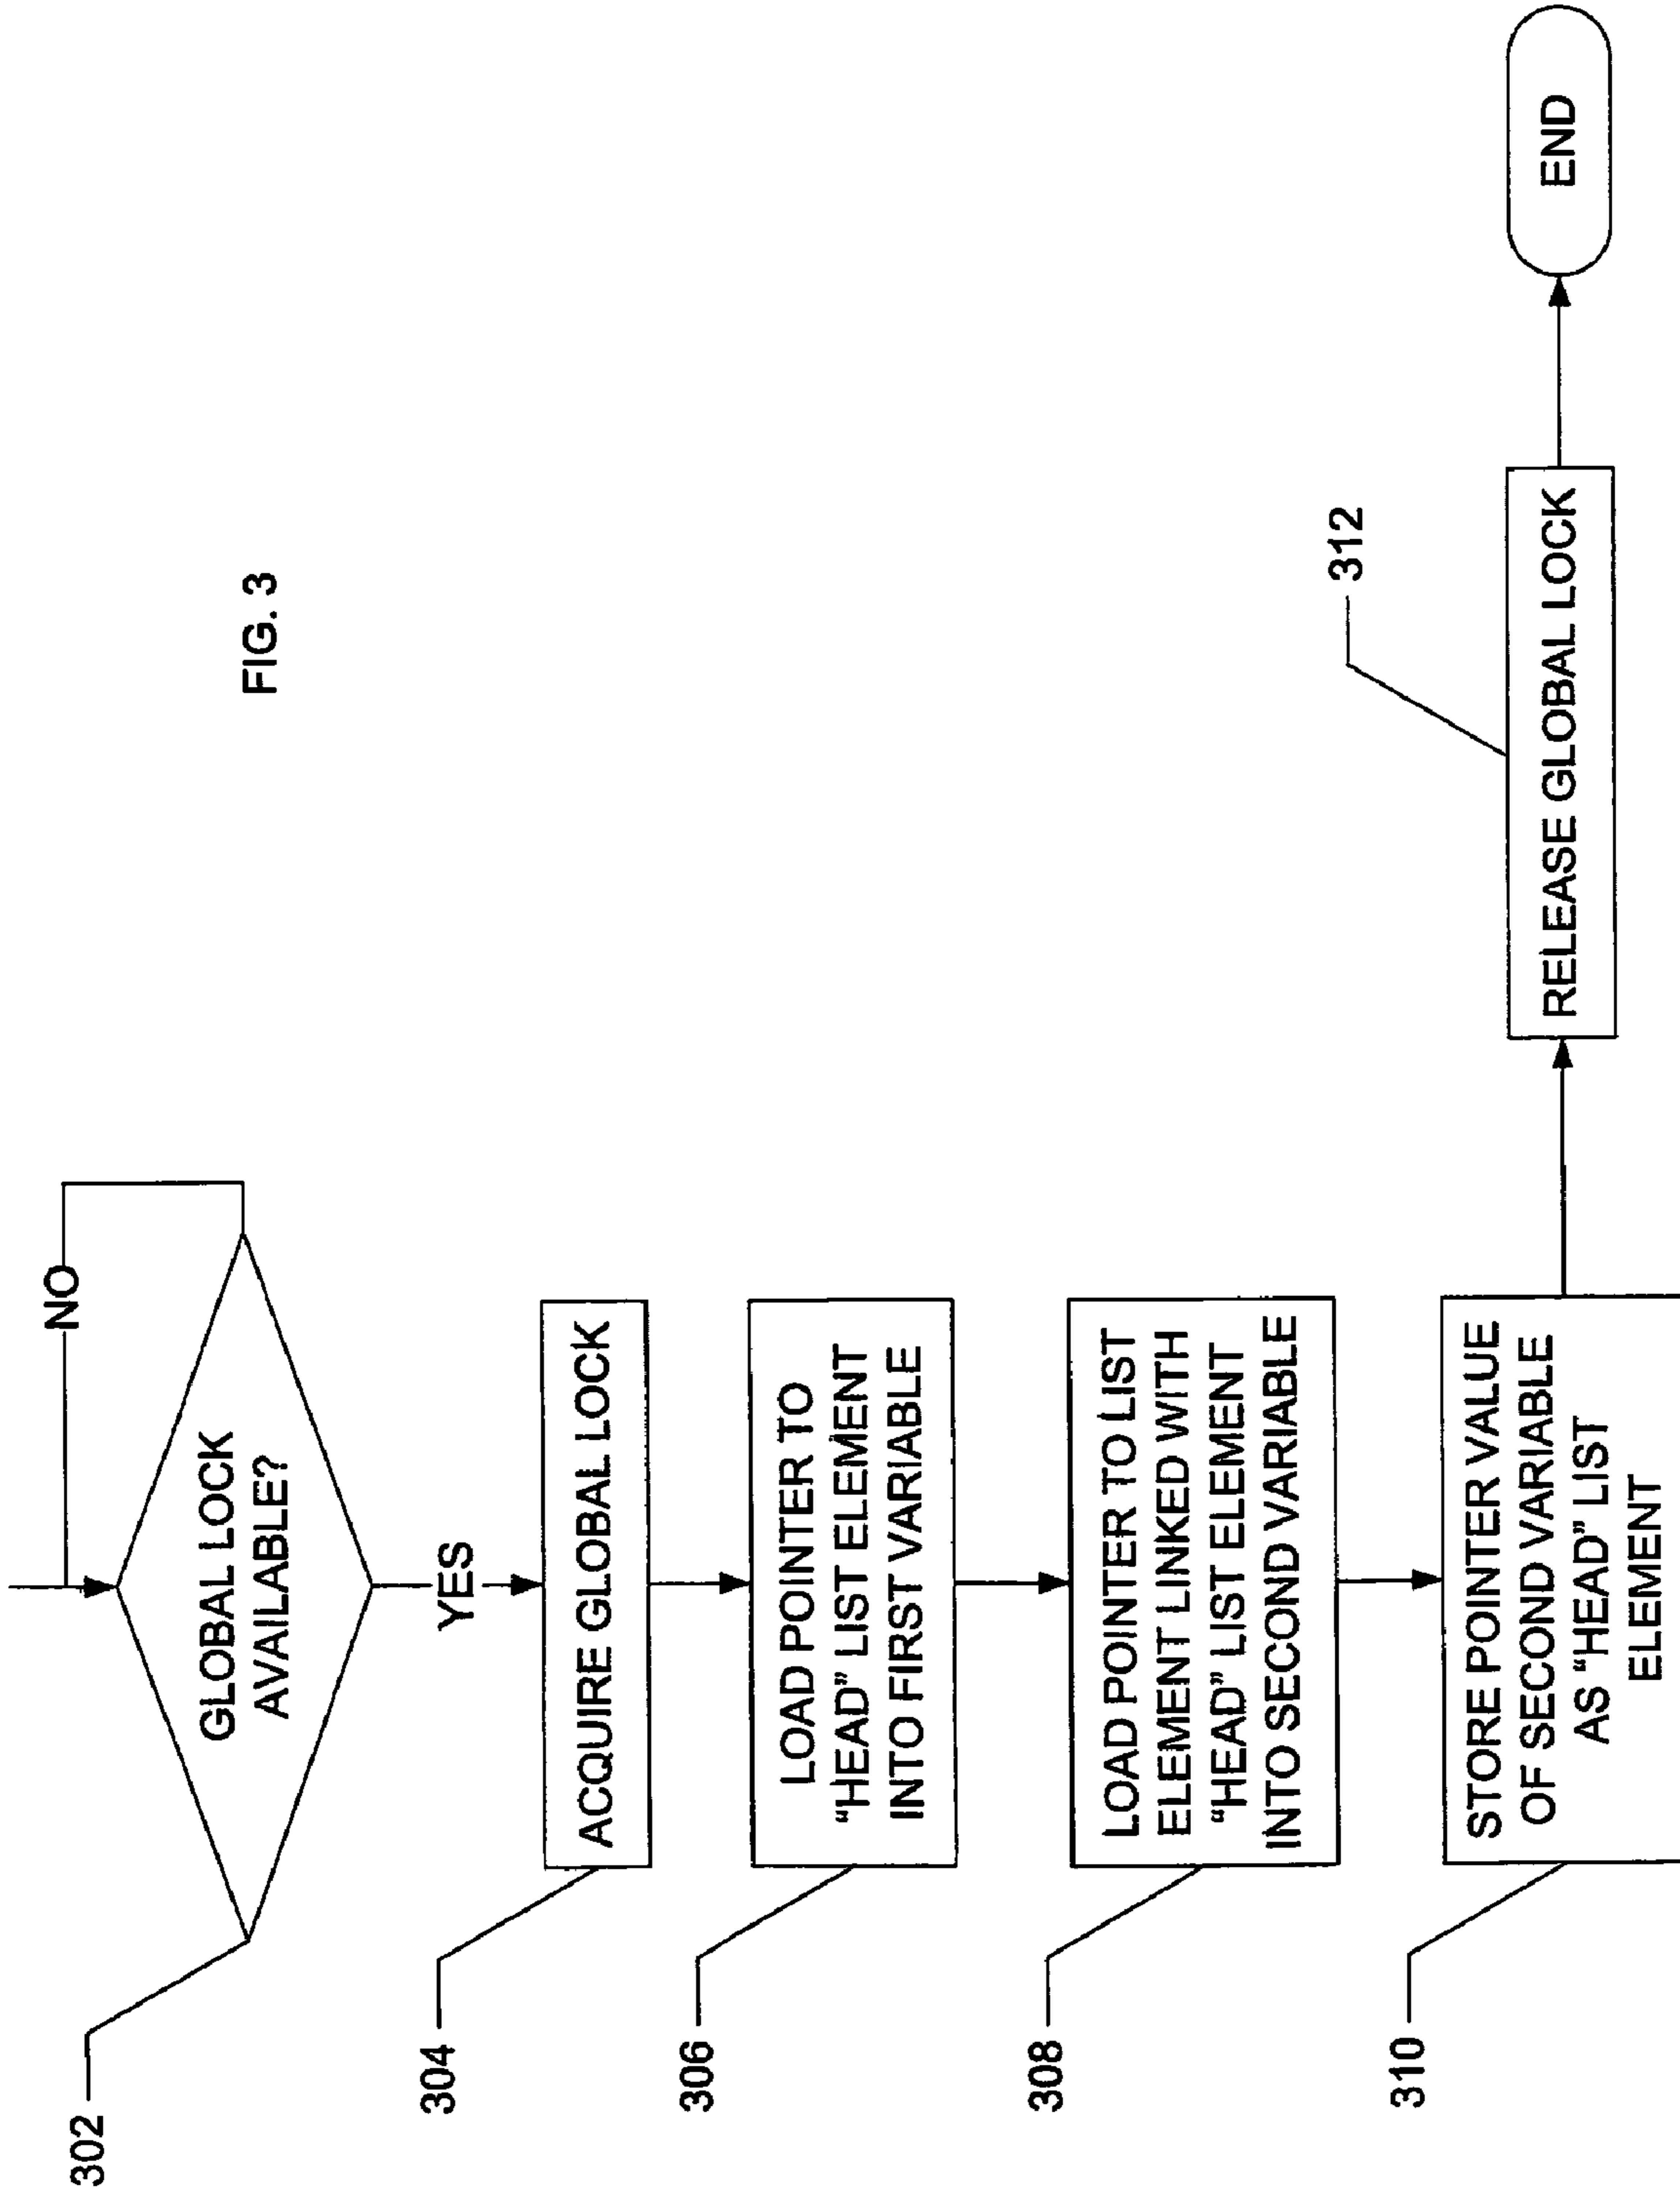 FIG. 3
NO
302
GLOBAL LOCK
AVAILABLE?
YES
304
ACQUIRE GLOBAL LOCK
306
LOAD POINTER TO
“HEAD” LIST ELEMENT
INTO FIRST VARIABLE
308
LOAD POINTER TO LIST
ELEMENT LINKED WITH
“HEAD” LIST ELEMENT
INTO SECOND VARIABLE
310
STORE POINTER VALUE
OF SECOND VARIABLE
AS “HEAD” LIST
ELEMENT
312
RELEASE GLOBAL LOCK
END